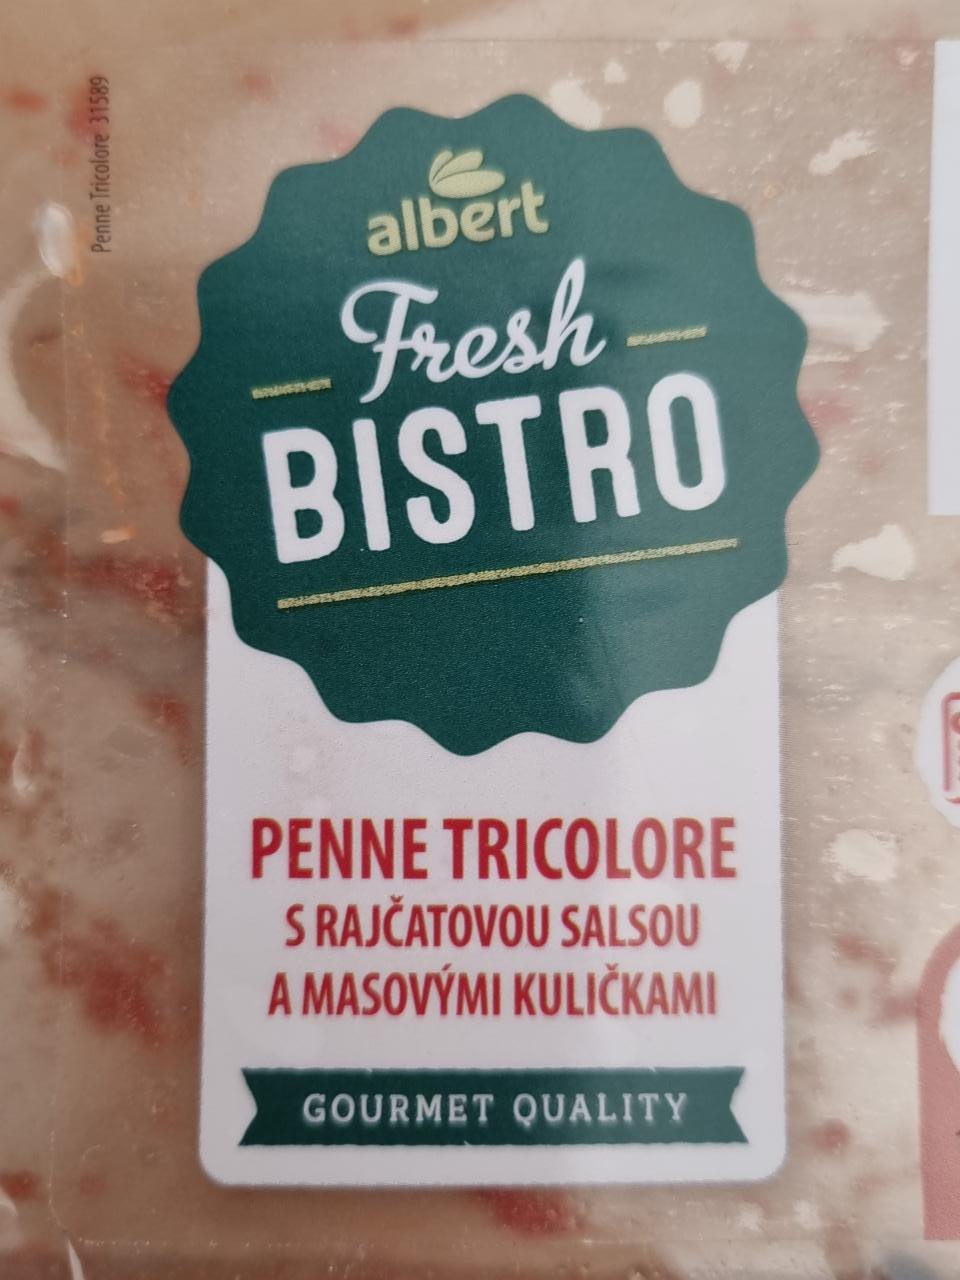 Penne Tricolore 31589
albert
Fresh
BISTRO
PENNE TRICOLORE
S RAJČATOVOU SALSOU
A MASOVÝMI KULIČKAMI
GOURMET QUALITY